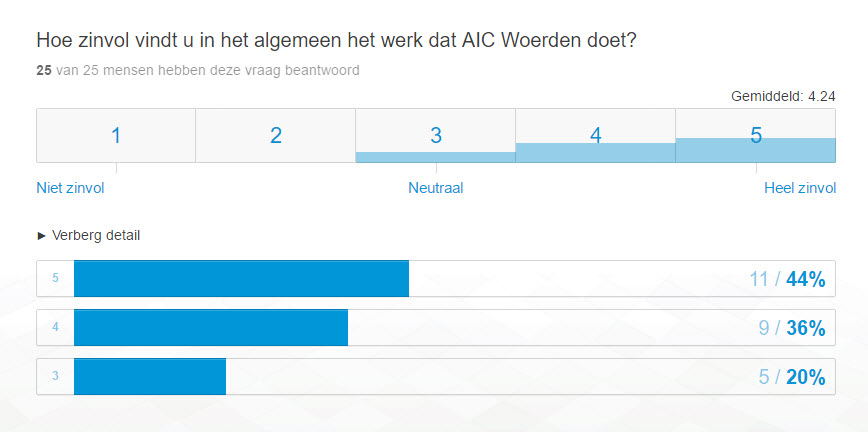 Hoe zinvol vindt u in het algemeen het werk dat AIC Woerden doet?
25 van 25 mensen hebben deze vraag beantwoord
Gemiddeld: 4.24
1 2 3 4 5
Niet zinvol Neutraal Heel zinvol
► Verberg detail
5 11 / 44%
4 9 / 36%
3 5 / 20%